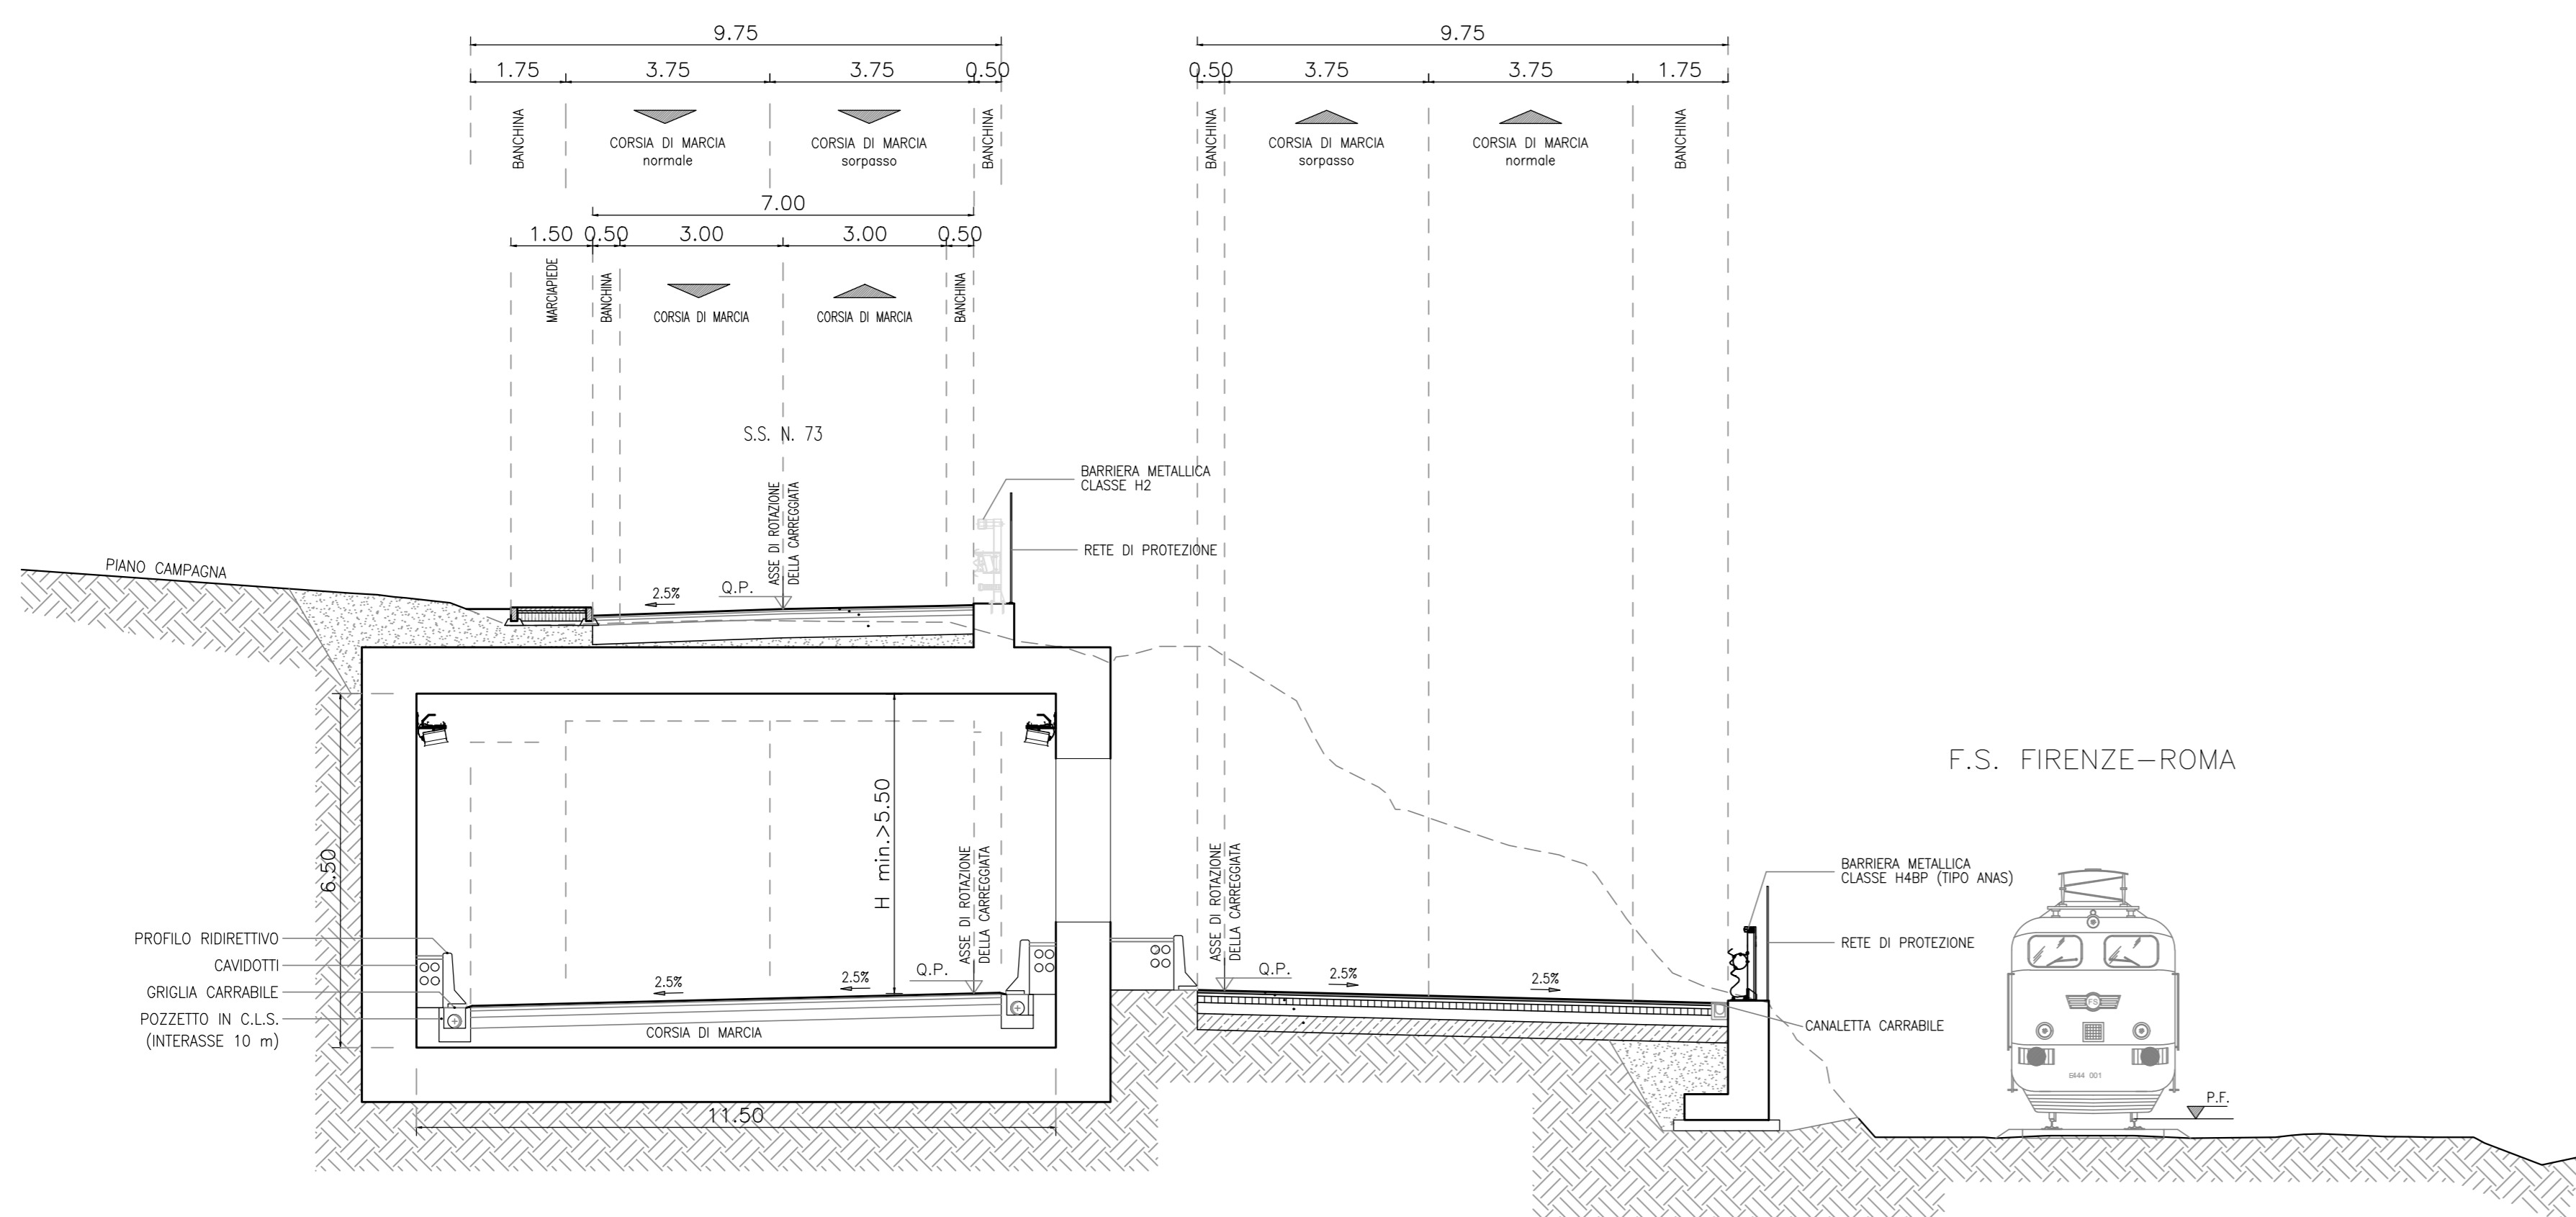 9.75
9.75
1.75
3.75
3.75
0.50
0.50
3.75
3.75
1.75
BANCHINA
CORSIA DI MARCIA
normale
CORSIA DI MARCIA
sorpasso
BANCHINA
BANCHINA
CORSIA DI MARCIA
sorpasso
CORSIA DI MARCIA
normale
BANCHINA
7.00
1.50
0.50
3.00
3.00
0.50
MARCIAPIEDE
BANCHINA
CORSIA DI MARCIA
CORSIA DI MARCIA
BANCHINA
S.S. N. 73
BARRIERA METALLICA
CLASSE H2
ASSE DI ROTAZIONE
DELLA CARREGGIATA
RETE DI PROTEZIONE
PIANO CAMPAGNA
2.5%
Q.P.
F.S. FIRENZE-ROMA
6.50
H min.>5.50
ASSE DI ROTAZIONE
DELLA CARREGGIATA
ASSE DI ROTAZIONE
DELLA CARREGGIATA
BARRIERA METALLICA
CLASSE H4BP (TIPO ANAS)
RETE DI PROTEZIONE
PROFILO RIDIRETTIVO
CAVIDOTTI
GRIGLIA CARRABILE
POZZETTO IN C.L.S.
(INTERASSE 10 m)
2.5%
2.5%
Q.P.
Q.P.
2.5%
2.5%
CORSIA DI MARCIA
CANALETTA CARRABILE
FS
E444 001
P.F.
11.50